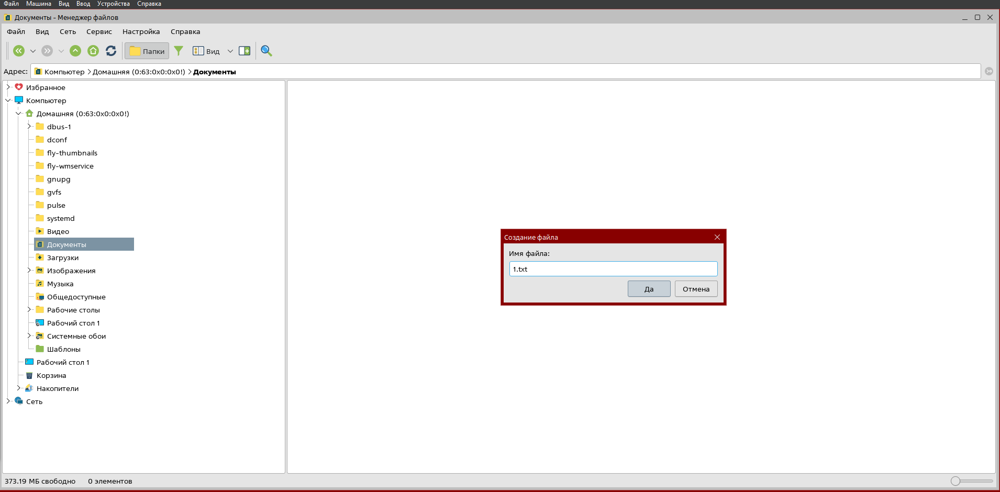 Файл Машина Вид Ввод Устройства Справка
Документы - Менеджер файлов
Файл Вид Сеть Сервис Настройка Справка
Папки Вид
Адрес: Компьютер Домашняя (0:63:0x0:0x0!) Документы
Избранное
Компьютер
Домашняя (0:63:0x0:0x0!)
dbus-1
dconf
fly-thumbnails
fly-wmservice
gnupg
gvfs
pulse
systemd
Видео
Документы
Загрузки
Изображения
Музыка
Общедоступные
Рабочие столы
Рабочий стол 1
Системные обои
Шаблоны
Рабочий стол 1
Корзина
Накопители
Сеть
Создание файла
Имя файла:
1.txt
Да Отмена
373.19 МБ свободно 0 элементов